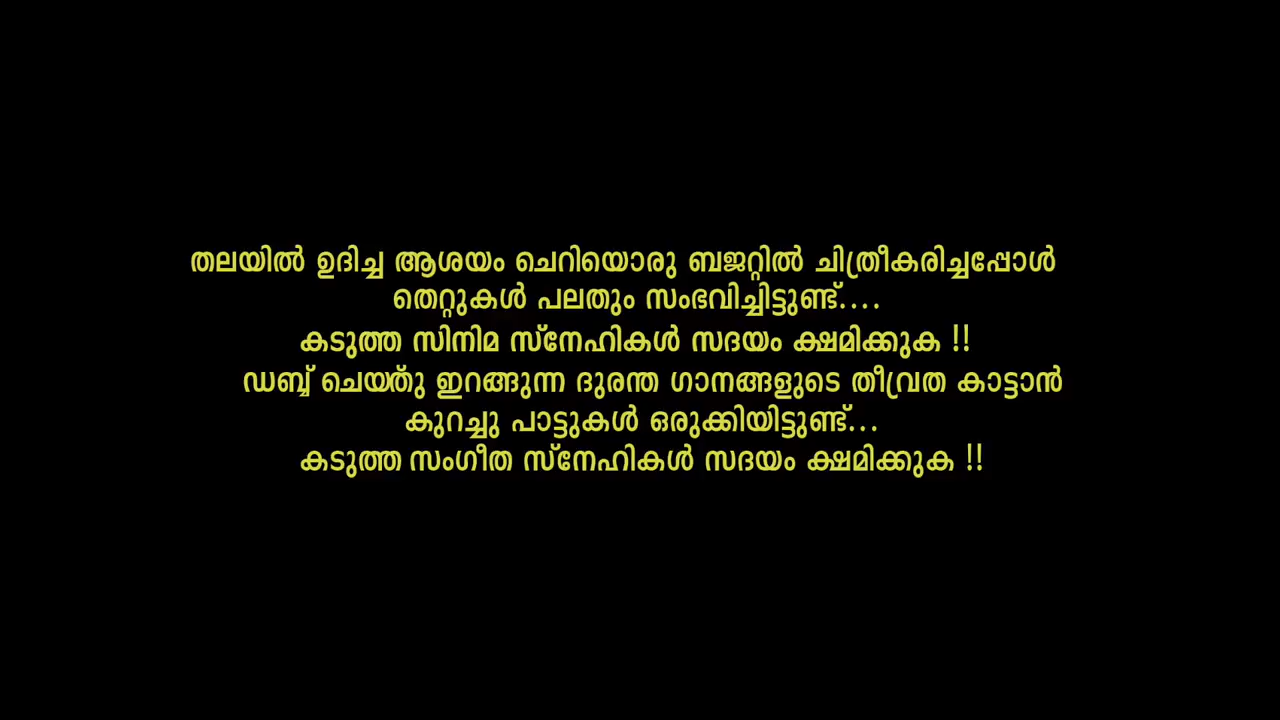 തലയിൽ ഉദിച്ച ആശയം ചെറിയൊരു ബജറ്റിൽ ചിത്രീകരിച്ചപ്പോൾ
തെറ്റുകൾ പലതും സംഭവിച്ചിട്ടുണ്ട്....
കടുത്ത സിനിമ സ്നേഹികൾ സദയം ക്ഷമിക്കുക !!
ഡബ്ബ് ചെയ്തു ഇറങ്ങുന്ന ദുരന്ത ഗാനങ്ങളുടെ തീവ്രത കാട്ടാൻ
കുറച്ചു പാട്ടുകൾ ഒരുക്കിയിട്ടുണ്ട്...
കടുത്ത സംഗീത സ്നേഹികൾ സദയം ക്ഷമിക്കുക !!